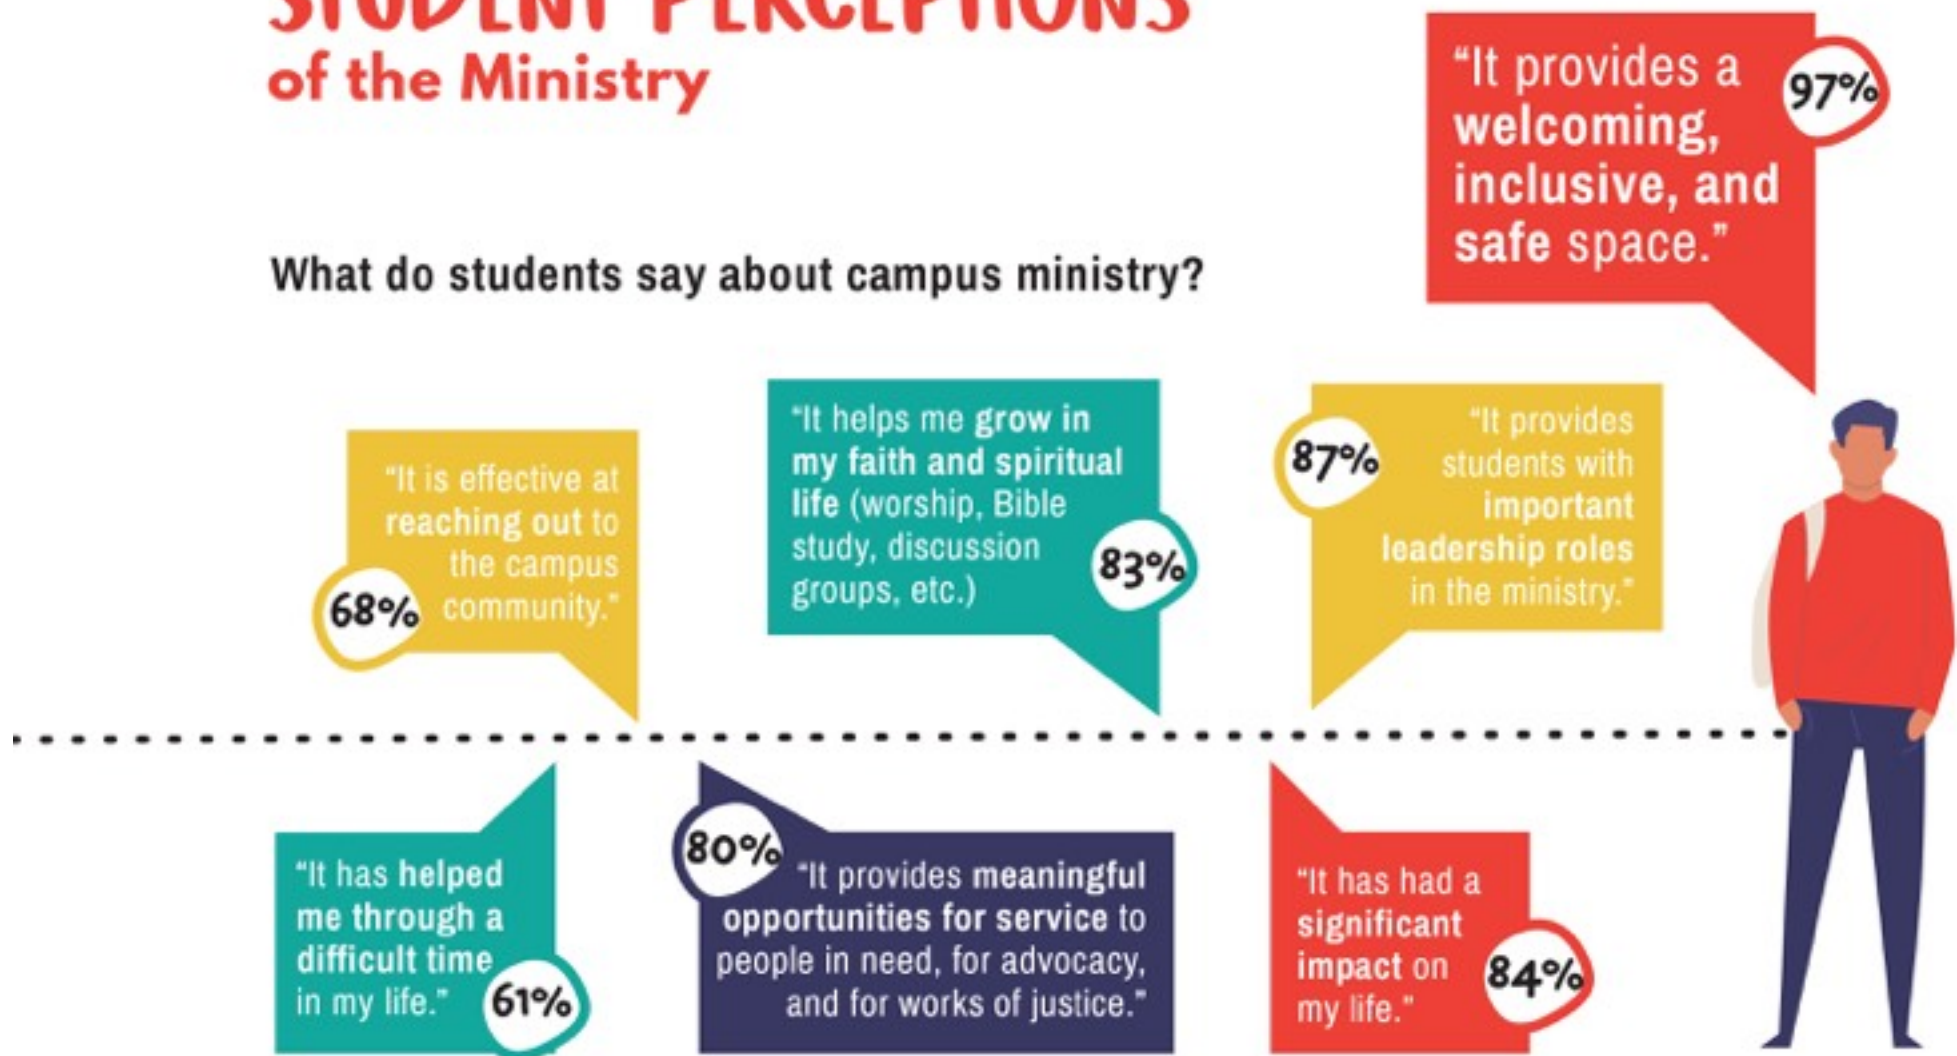 STUDENT PERCEPTIONS
of the Ministry
What do students say about campus ministry?
“It provides a
welcoming,
inclusive, and
safe space.”
97%
“It is effective at
reaching out to
the campus
community.”
68%
“It helps me grow in
my faith and spiritual
life (worship, Bible
study, discussion
groups, etc.)
83%
87%
“It provides
students with
important
leadership roles
in the ministry.”
“It has helped
me through a
difficult time
in my life.”
61%
80%
“It provides meaningful
opportunities for service to
people in need, for advocacy,
and for works of justice.”
“It has had a
significant
impact on
my life.”
84%